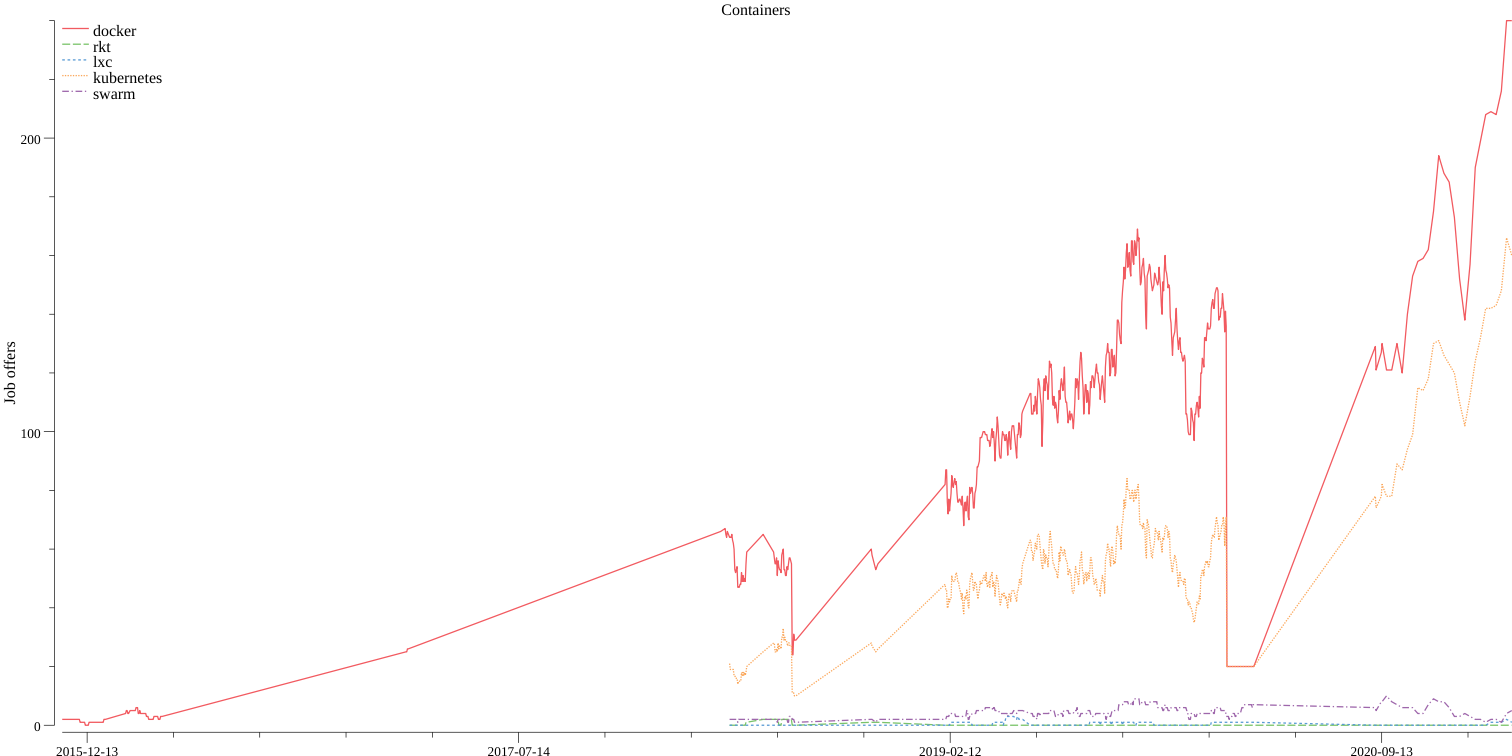 Containers
docker
rkt
lxc
kubernetes
swarm
200
Job offers
100
0
2015-12-13
2017-07-14
2019-02-12
2020-09-13